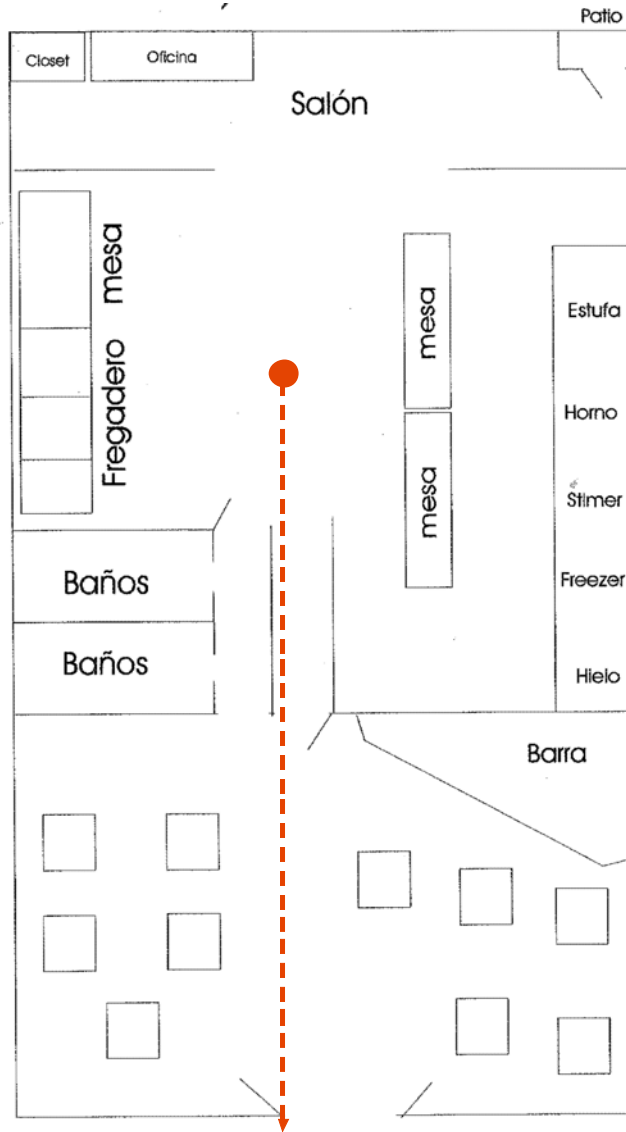 Patio
Closet
Oficina
Salón
mesa
Fregadero
mesa
mesa
Estufa
Horno
Stimer
Freezer
Hielo
Baños
Baños
Barra